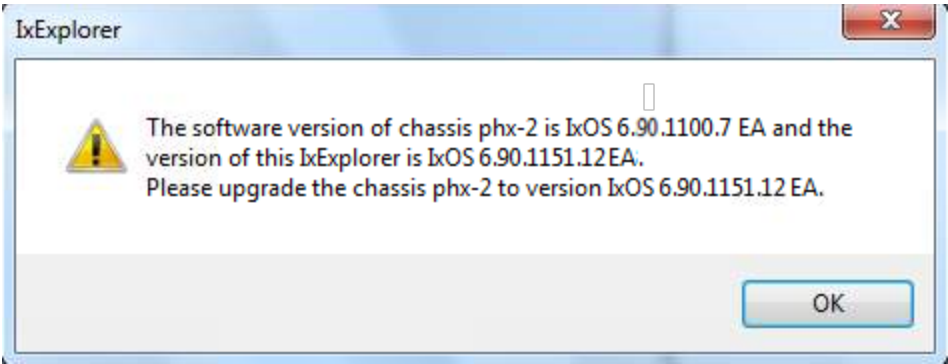 IxExplorer
The software version of chassis phx-2 is IxOS 6.90.1100.7 EA and the
version of this IxExplorer is IxOS 6.90.1151.12EA.
Please upgrade the chassis phx-2 to version IxOS 6.90.1151.12 EA.
OK